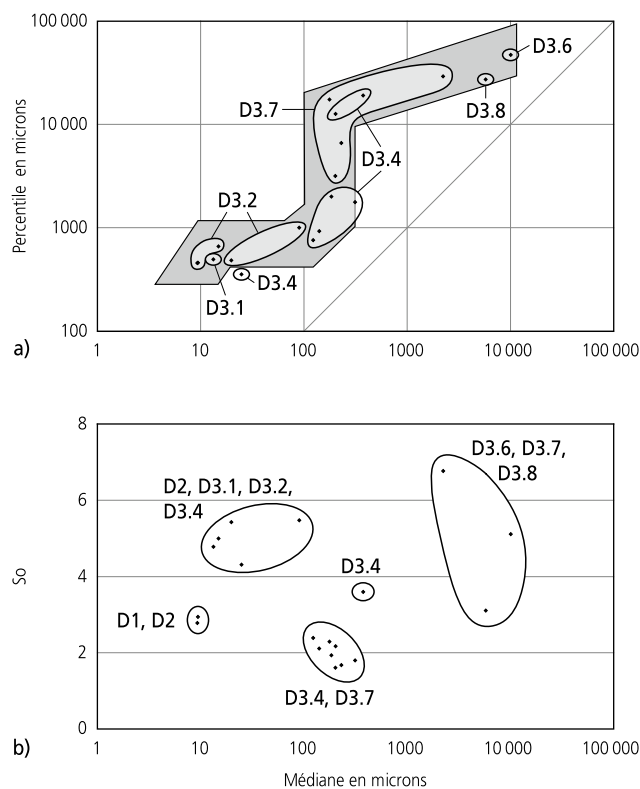 100 000
D3.6
D3.7
D3.8
10 000
D3.4
Percentile en microns
D3.2
1000
D3.4
D3.1
100
a)
1 10 100 1000 10 000 100 000
8
D3.6, D3.7,
D3.8
D2, D3.1, D3.2,
D3.4
6
So
4
D3.4
D1, D2
2
D3.4, D3.7
0
b)
1 10 100 1000 10 000 100 000
Médiane en microns